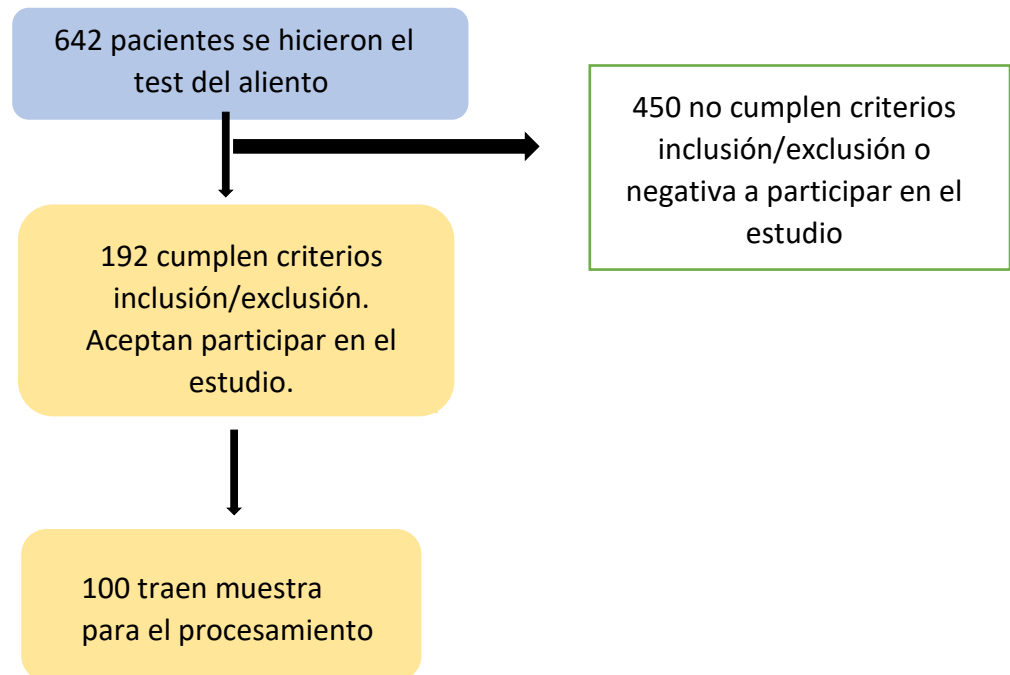 642 pacientes se hicieron el
test del aliento
450 no cumplen criterios
inclusión/exclusión o
negativa a participar en el
estudio
192 cumplen criterios
inclusión/exclusión.
Aceptan participar en el
estudio.
100 traen muestra
para el procesamiento